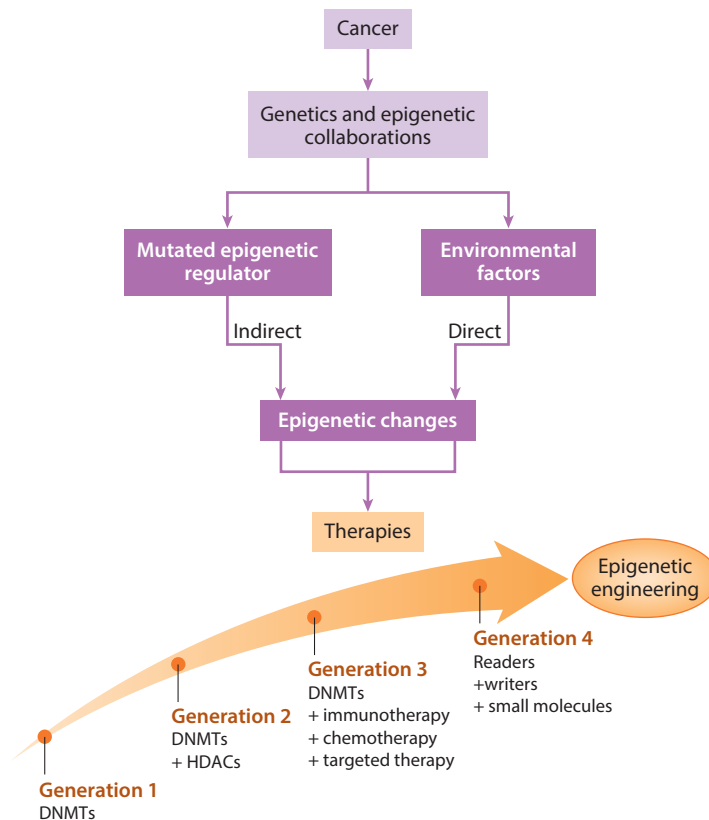 Cancer
Genetics and epigenetic
collaborations
Mutated epigenetic
regulator
Environmental
factors
Indirect
Direct
Epigenetic changes
Therapies
Epigenetic
engineering
Generation 4
Readers
+writers
+ small molecules
Generation 3
DNMTs
+ immunotherapy
+ chemotherapy
+ targeted therapy
Generation 2
DNMTs
+ HDACs
Generation 1
DNMTs